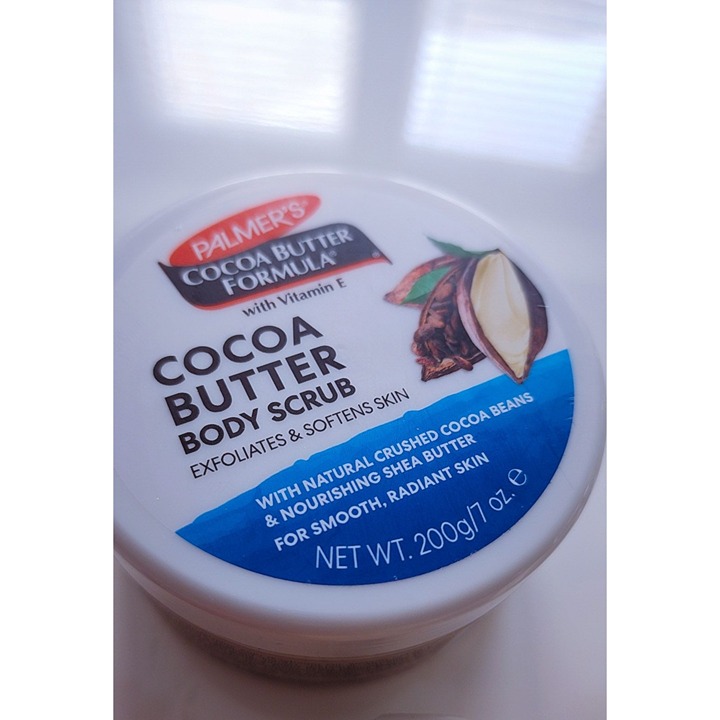 PALMER'S®
COCOA BUTTER
FORMULA®
with Vitamin E
COCOA
BUTTER
BODY SCRUB
EXFOLIATES & SOFTENS SKIN
WITH NATURAL CRUSHED COCOA BEANS
& NOURISHING SHEA BUTTER
FOR SMOOTH, RADIANT SKIN
NET WT. 200g/7 oz. ℮